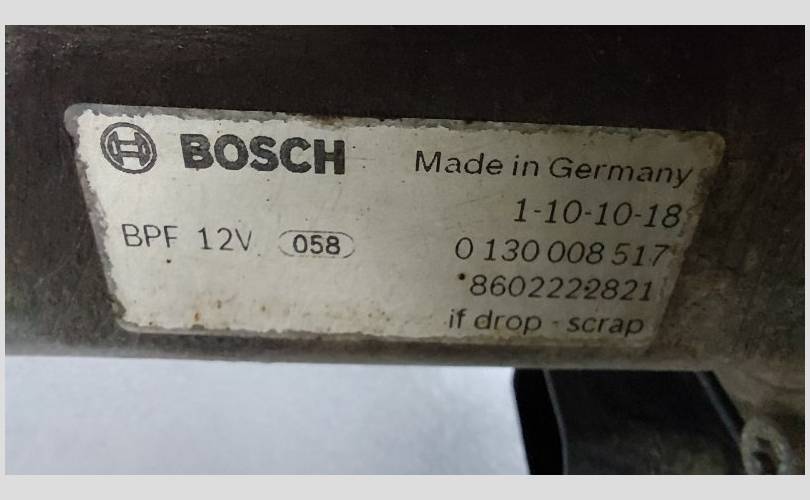 BOSCH
Made in Germany
1-10-10-18
BPF 12V 058
0 130 008 517
8602222821
if drop - scrap